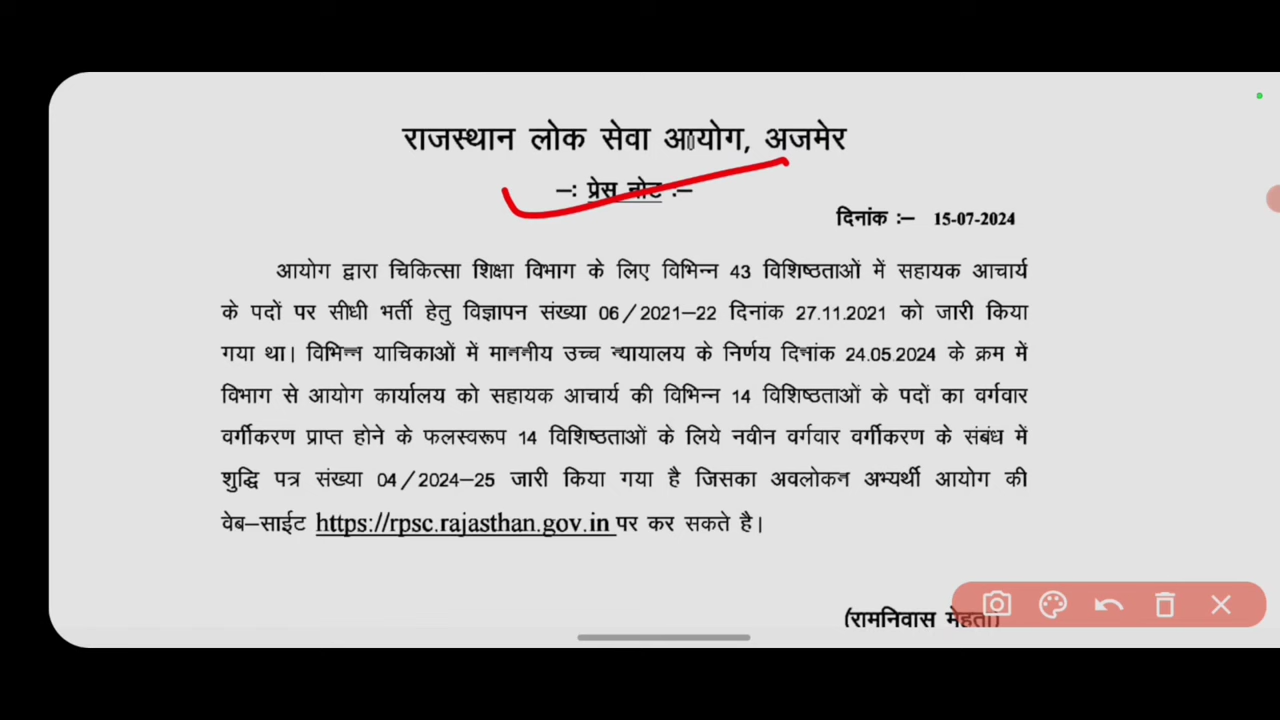 राजस्थान लोक सेवा आयोग, अजमेर
–: प्रेस नोट :–
दिनांक :– 15-07-2024
आयोग द्वारा चिकित्सा शिक्षा विभाग के लिए विभिन्न 43 विशिष्ठताओं में सहायक आचार्य
के पदों पर सीधी भर्ती हेतु विज्ञापन संख्या 06/2021–22 दिनांक 27.11.2021 को जारी किया
गया था। विभिन्न याचिकाओं में माननीय उच्च न्यायालय के निर्णय दिनांक 24.05.2024 के क्रम में
विभाग से आयोग कार्यालय को सहायक आचार्य की विभिन्न 14 विशिष्ठताओं के पदों का वर्गवार
वर्गीकरण प्राप्त होने के फलस्वरूप 14 विशिष्ठताओं के लिये नवीन वर्गवार वर्गीकरण के संबंध में
शुद्धि पत्र संख्या 04/2024–25 जारी किया गया है जिसका अवलोकन अभ्यर्थी आयोग की
वेब–साईट https://rpsc.rajasthan.gov.in पर कर सकते है।
(रामनिवास मेहता)